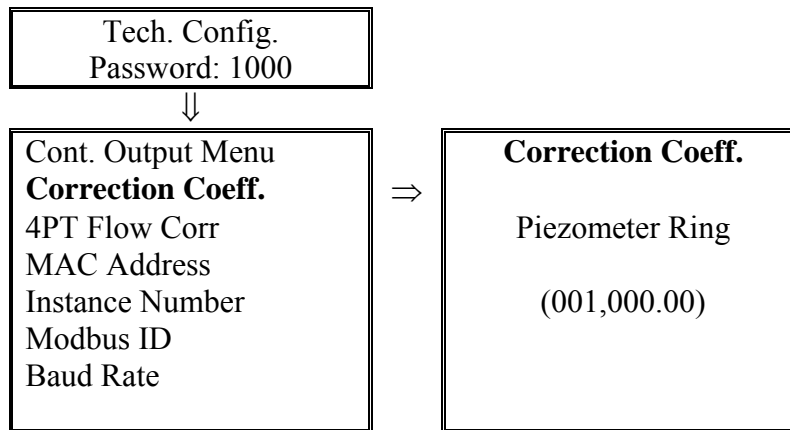 Tech. Config.
Password: 1000
⇓
Cont. Output Menu
Correction Coeff.
4PT Flow Corr
MAC Address
Instance Number
Modbus ID
Baud Rate
⇒
Correction Coeff.
Piezometer Ring
(001,000.00)